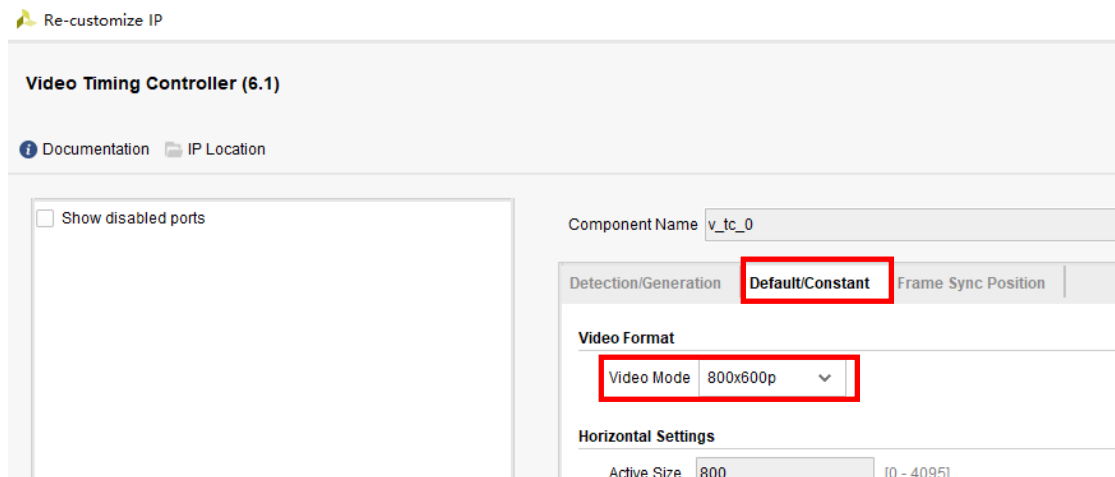 Re-customize IP
Video Timing Controller (6.1)
Documentation IP Location
Show disabled ports
Component Name v_tc_0
Detection/Generation Default/Constant Frame Sync Position
Video Format
Video Mode 800x600p
Horizontal Settings
Active Size 800 [0 - 4095]